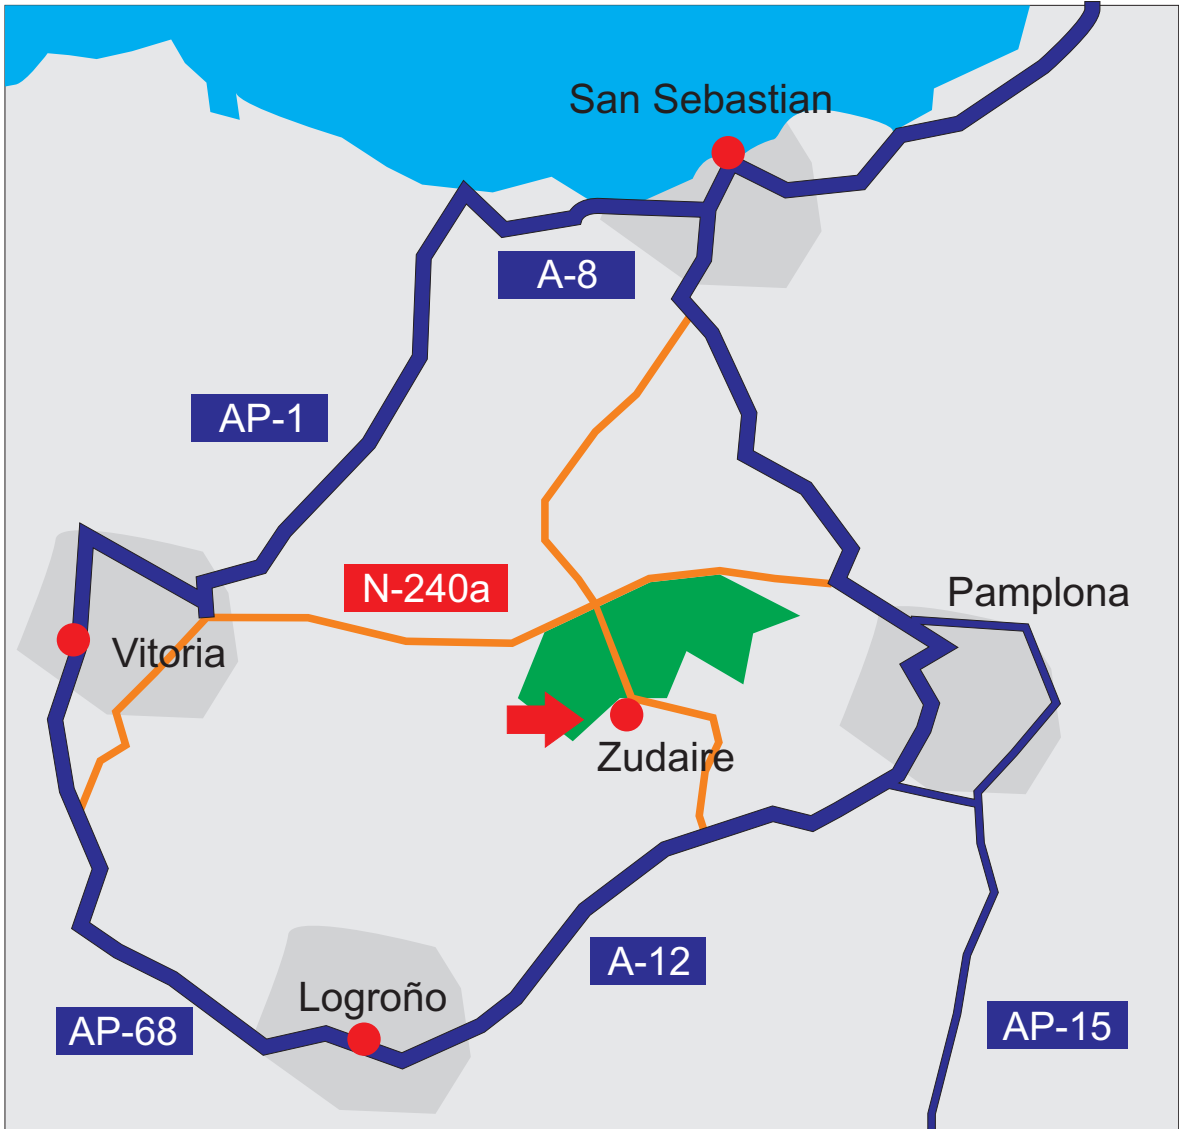 San Sebastian
A-8
AP-1
N-240a
Pamplona
Vitoria
Zudaire
A-12
Logroño
AP-68
AP-15